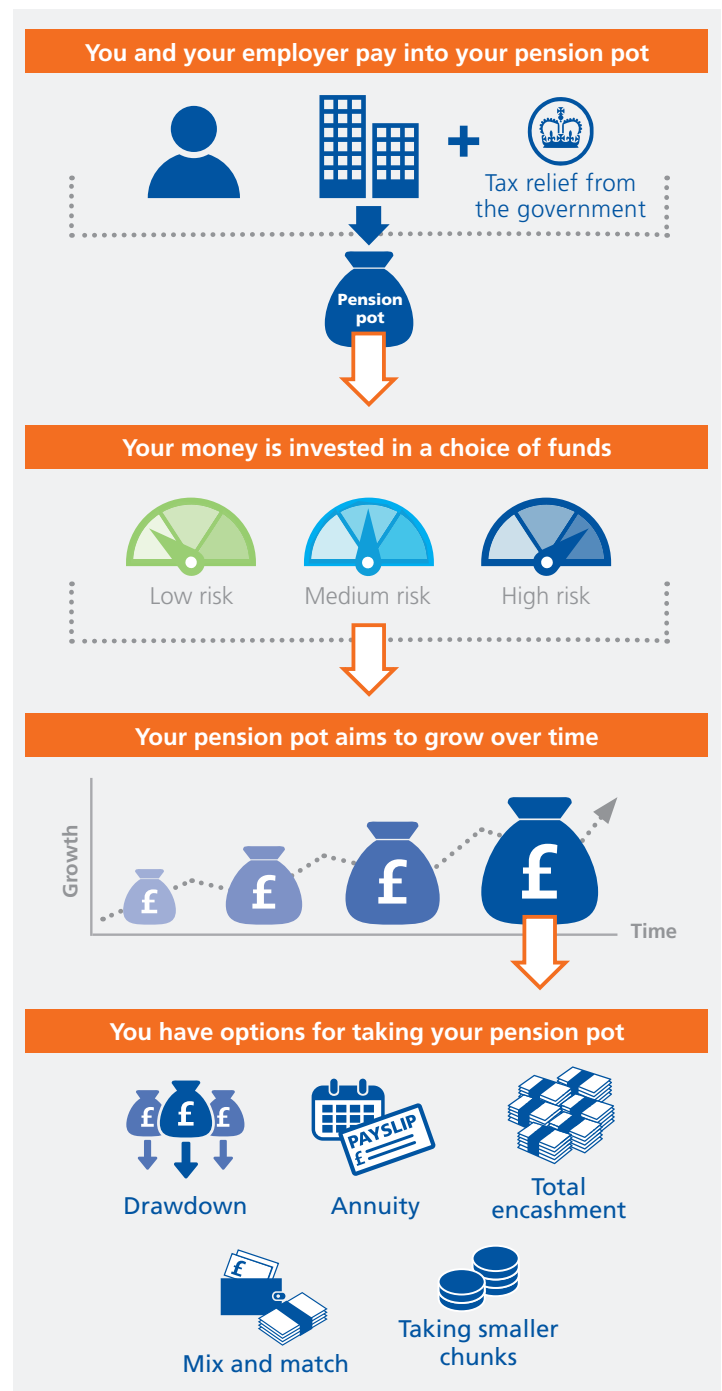 You and your employer pay into your pension pot
+
Tax relief from
the government
Pension
pot
Your money is invested in a choice of funds
Low risk
Medium risk
High risk
Your pension pot aims to grow over time
Growth
£
£
£
£
Time
You have options for taking your pension pot
£
£
£
PAYSLIP
£
Drawdown
Annuity
Total
encashment
£
Mix and match
Taking smaller
chunks